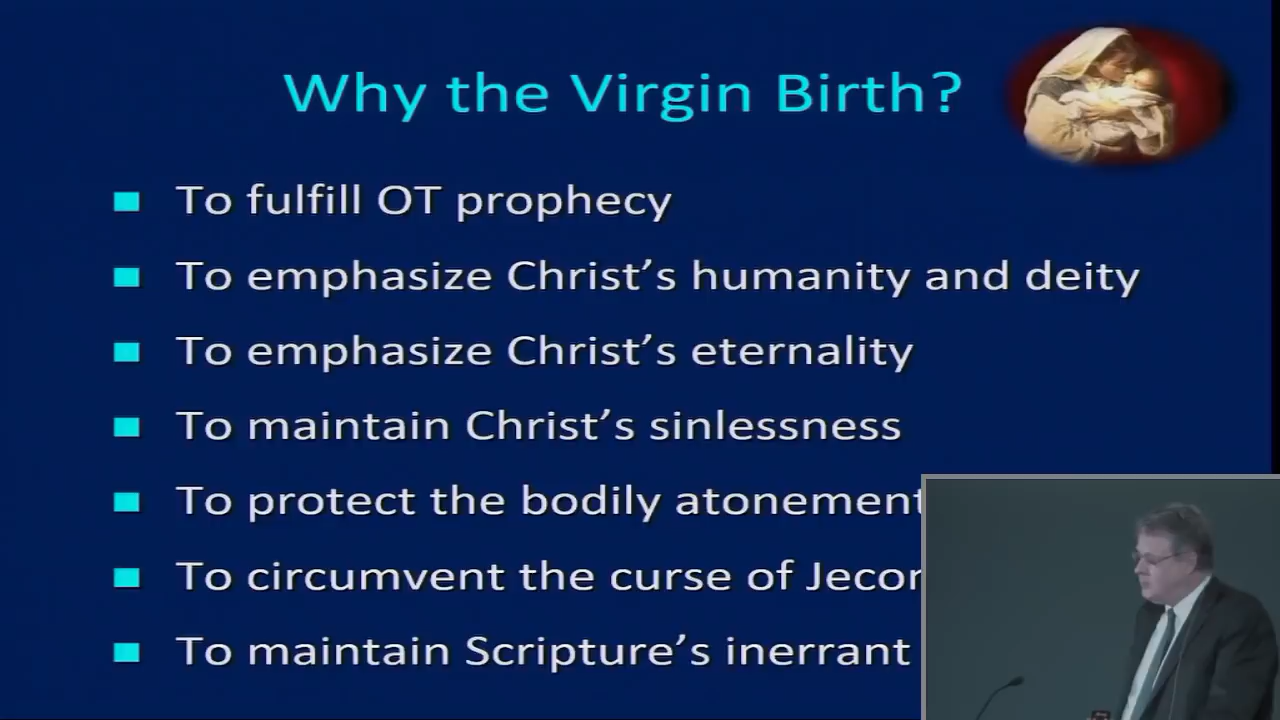 Why the Virgin Birth?
To fulfill OT prophecy
To emphasize Christ’s humanity and deity
To emphasize Christ’s eternality
To maintain Christ’s sinlessness
To protect the bodily atonement
To circumvent the curse of
To maintain Scripture’s inerrant